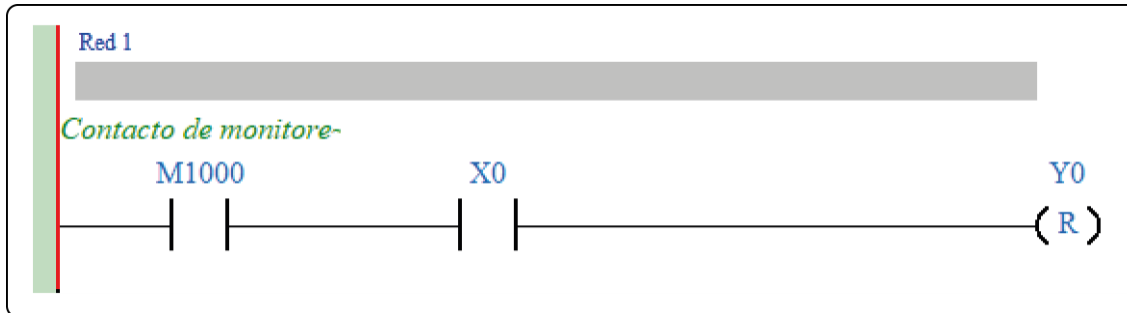 Red 1
Contacto de monitore~
M1000 X0 Y0
R